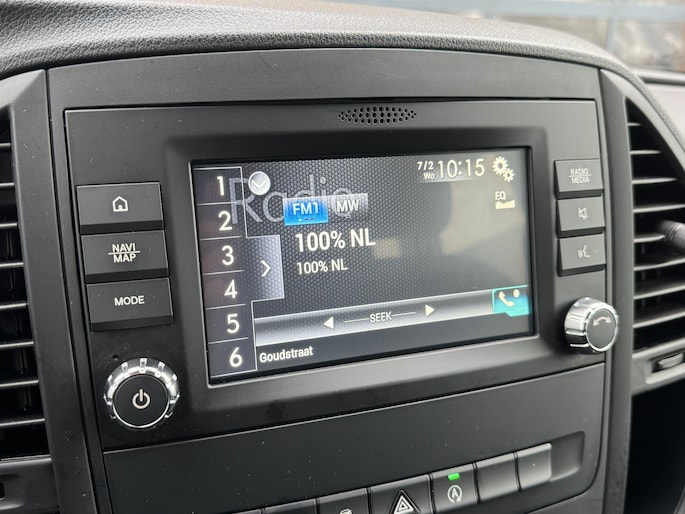 1
2
3
4
5
6
Radio
FM1
MW
7/2
Wo
10:15
EQ
100% NL
100% NL
SEEK
Goudstraat
NAVI
MAP
MODE
RADIO
MEDIA
A